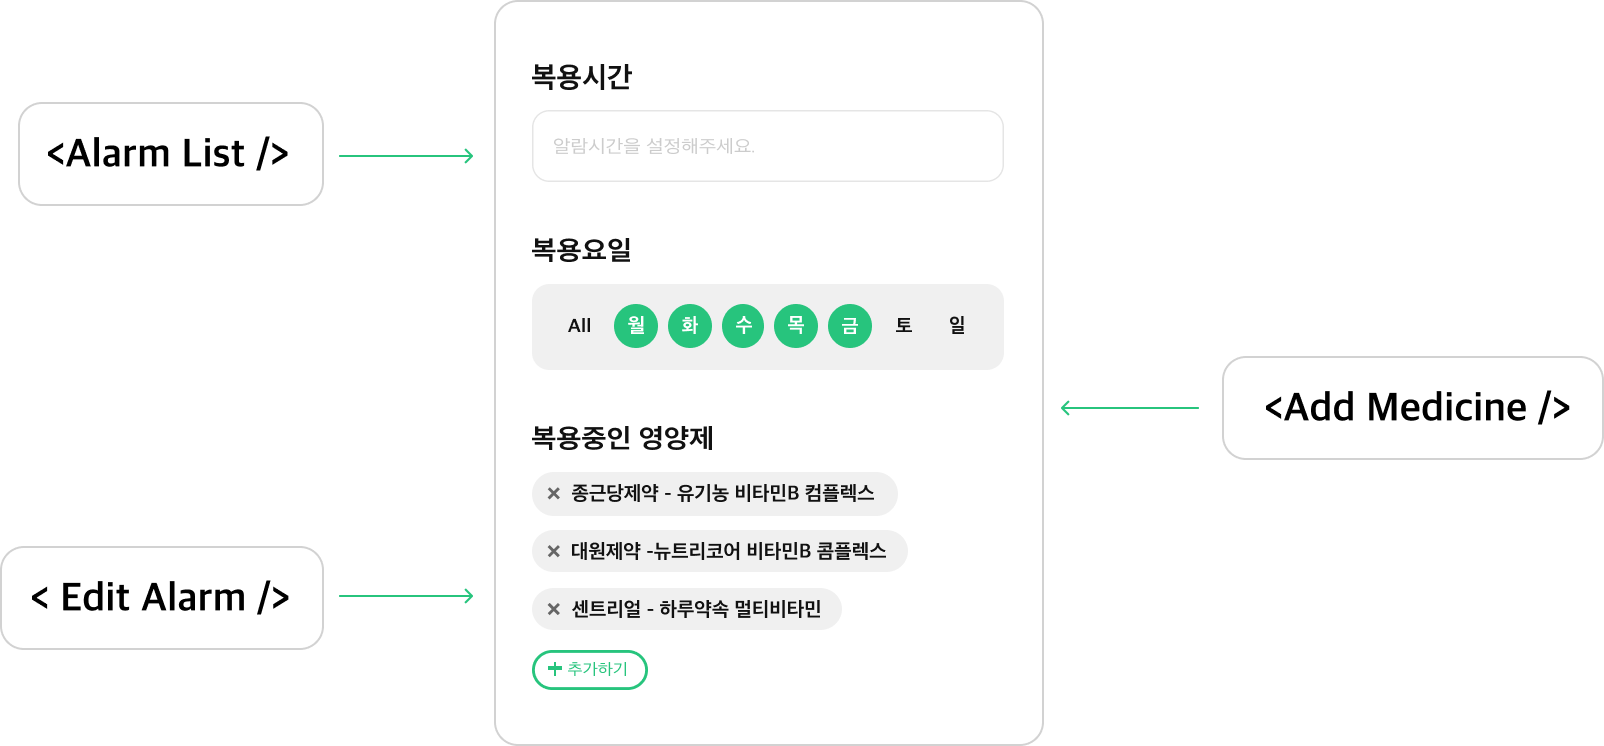 <Alarm List />
< Edit Alarm />
복용시간
알람시간을 설정해주세요.
복용요일
All 월 화 수 목 금 토 일
복용중인 영양제
× 종근당제약 - 유기농 비타민B 컴플렉스
× 대원제약 -뉴트리코어 비타민B 콤플렉스
× 센트리얼 - 하루약속 멀티비타민
+ 추가하기
<Add Medicine />